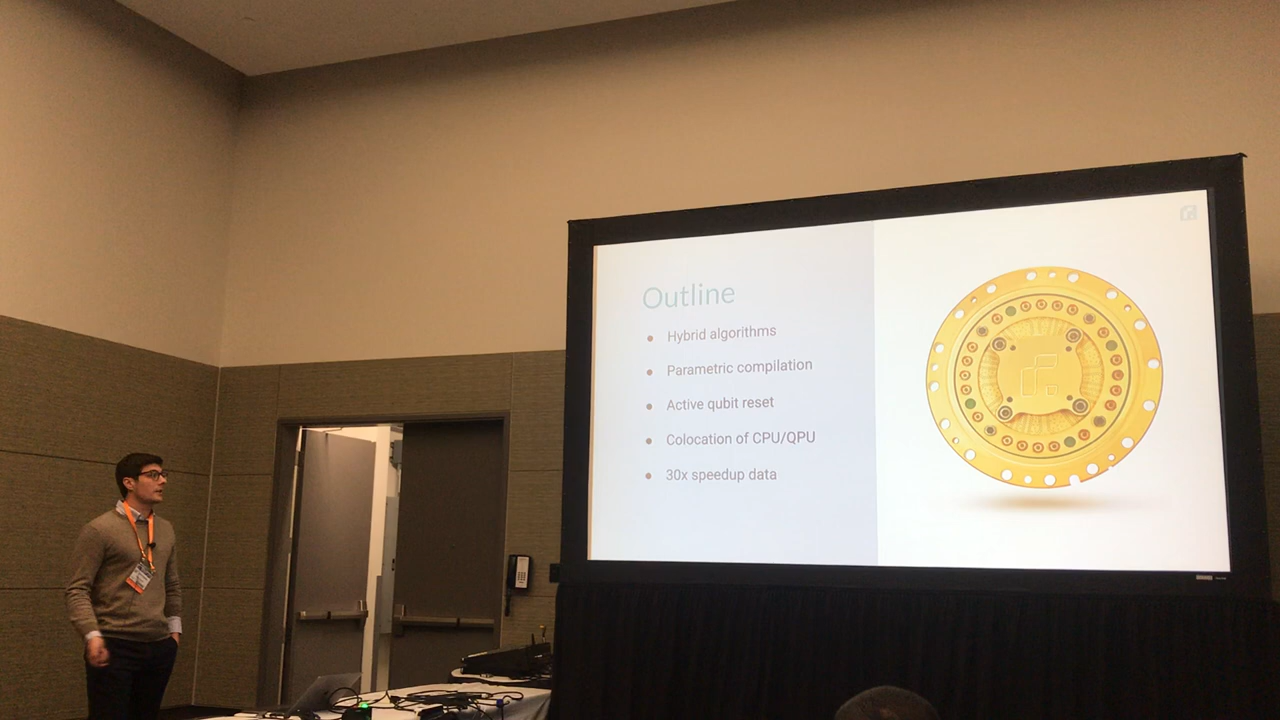 Outline
Hybrid algorithms
Parametric compilation
Active qubit reset
Colocation of CPU/QPU
30x speedup data